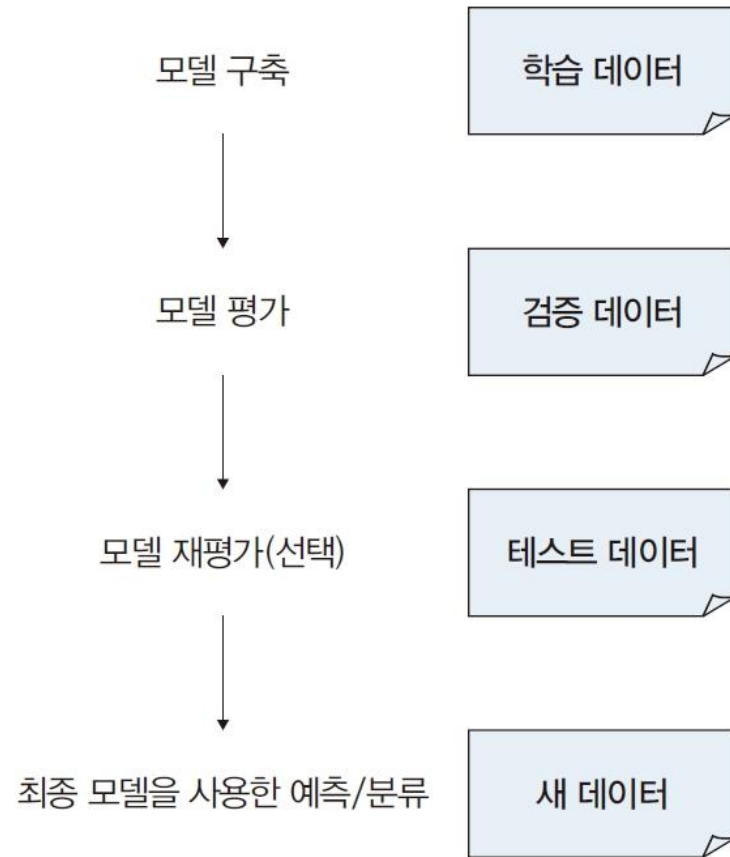 모델 구축
학습 데이터
모델 평가
검증 데이터
모델 재평가(선택)
테스트 데이터
최종 모델을 사용한 예측/분류
새 데이터